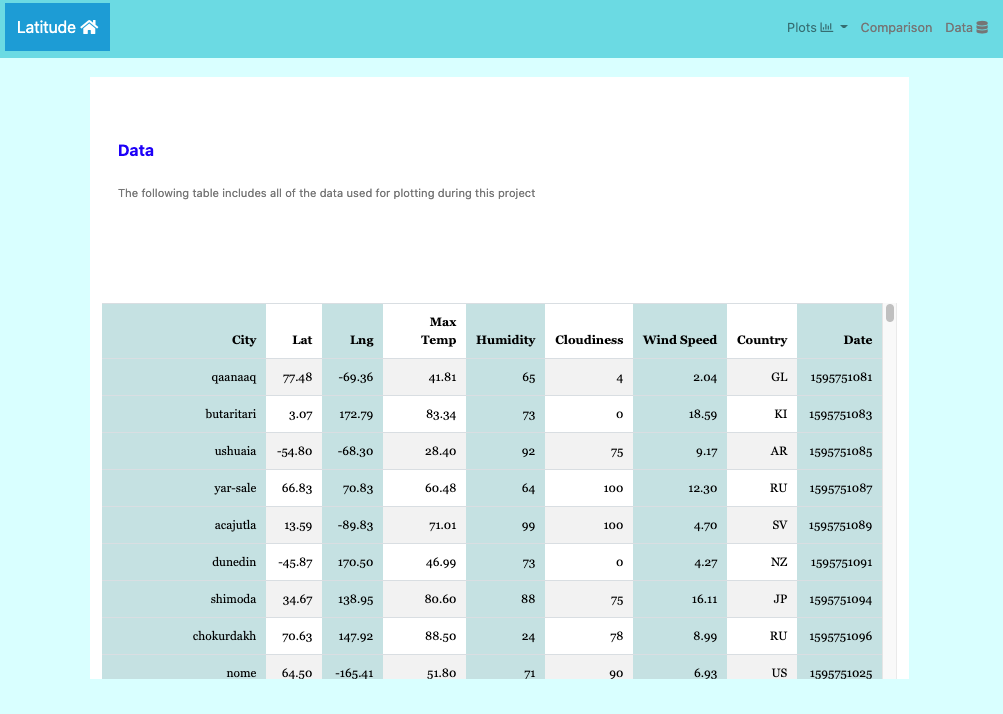 Latitude
Plots Comparison Data
Data
The following table includes all of the data used for plotting during this project
City Lat Lng Max Temp Humidity Cloudiness Wind Speed Country Date
qaanaaq 77.48 -69.36 41.81 65 4 2.04 GL 1595751081
butaritari 3.07 172.79 83.34 73 0 18.59 KI 1595751083
ushuaia -54.80 -68.30 28.40 92 75 9.17 AR 1595751085
yar-sale 66.83 70.83 60.48 64 100 12.30 RU 1595751087
acajutla 13.59 -89.83 71.01 99 100 4.70 SV 1595751089
dunedin -45.87 170.50 46.99 73 0 4.27 NZ 1595751091
shimoda 34.67 138.95 80.60 88 75 16.11 JP 1595751094
chokurdakh 70.63 147.92 88.50 24 78 8.99 RU 1595751096
nome 64.50 -165.41 51.80 71 90 6.93 US 1595751025